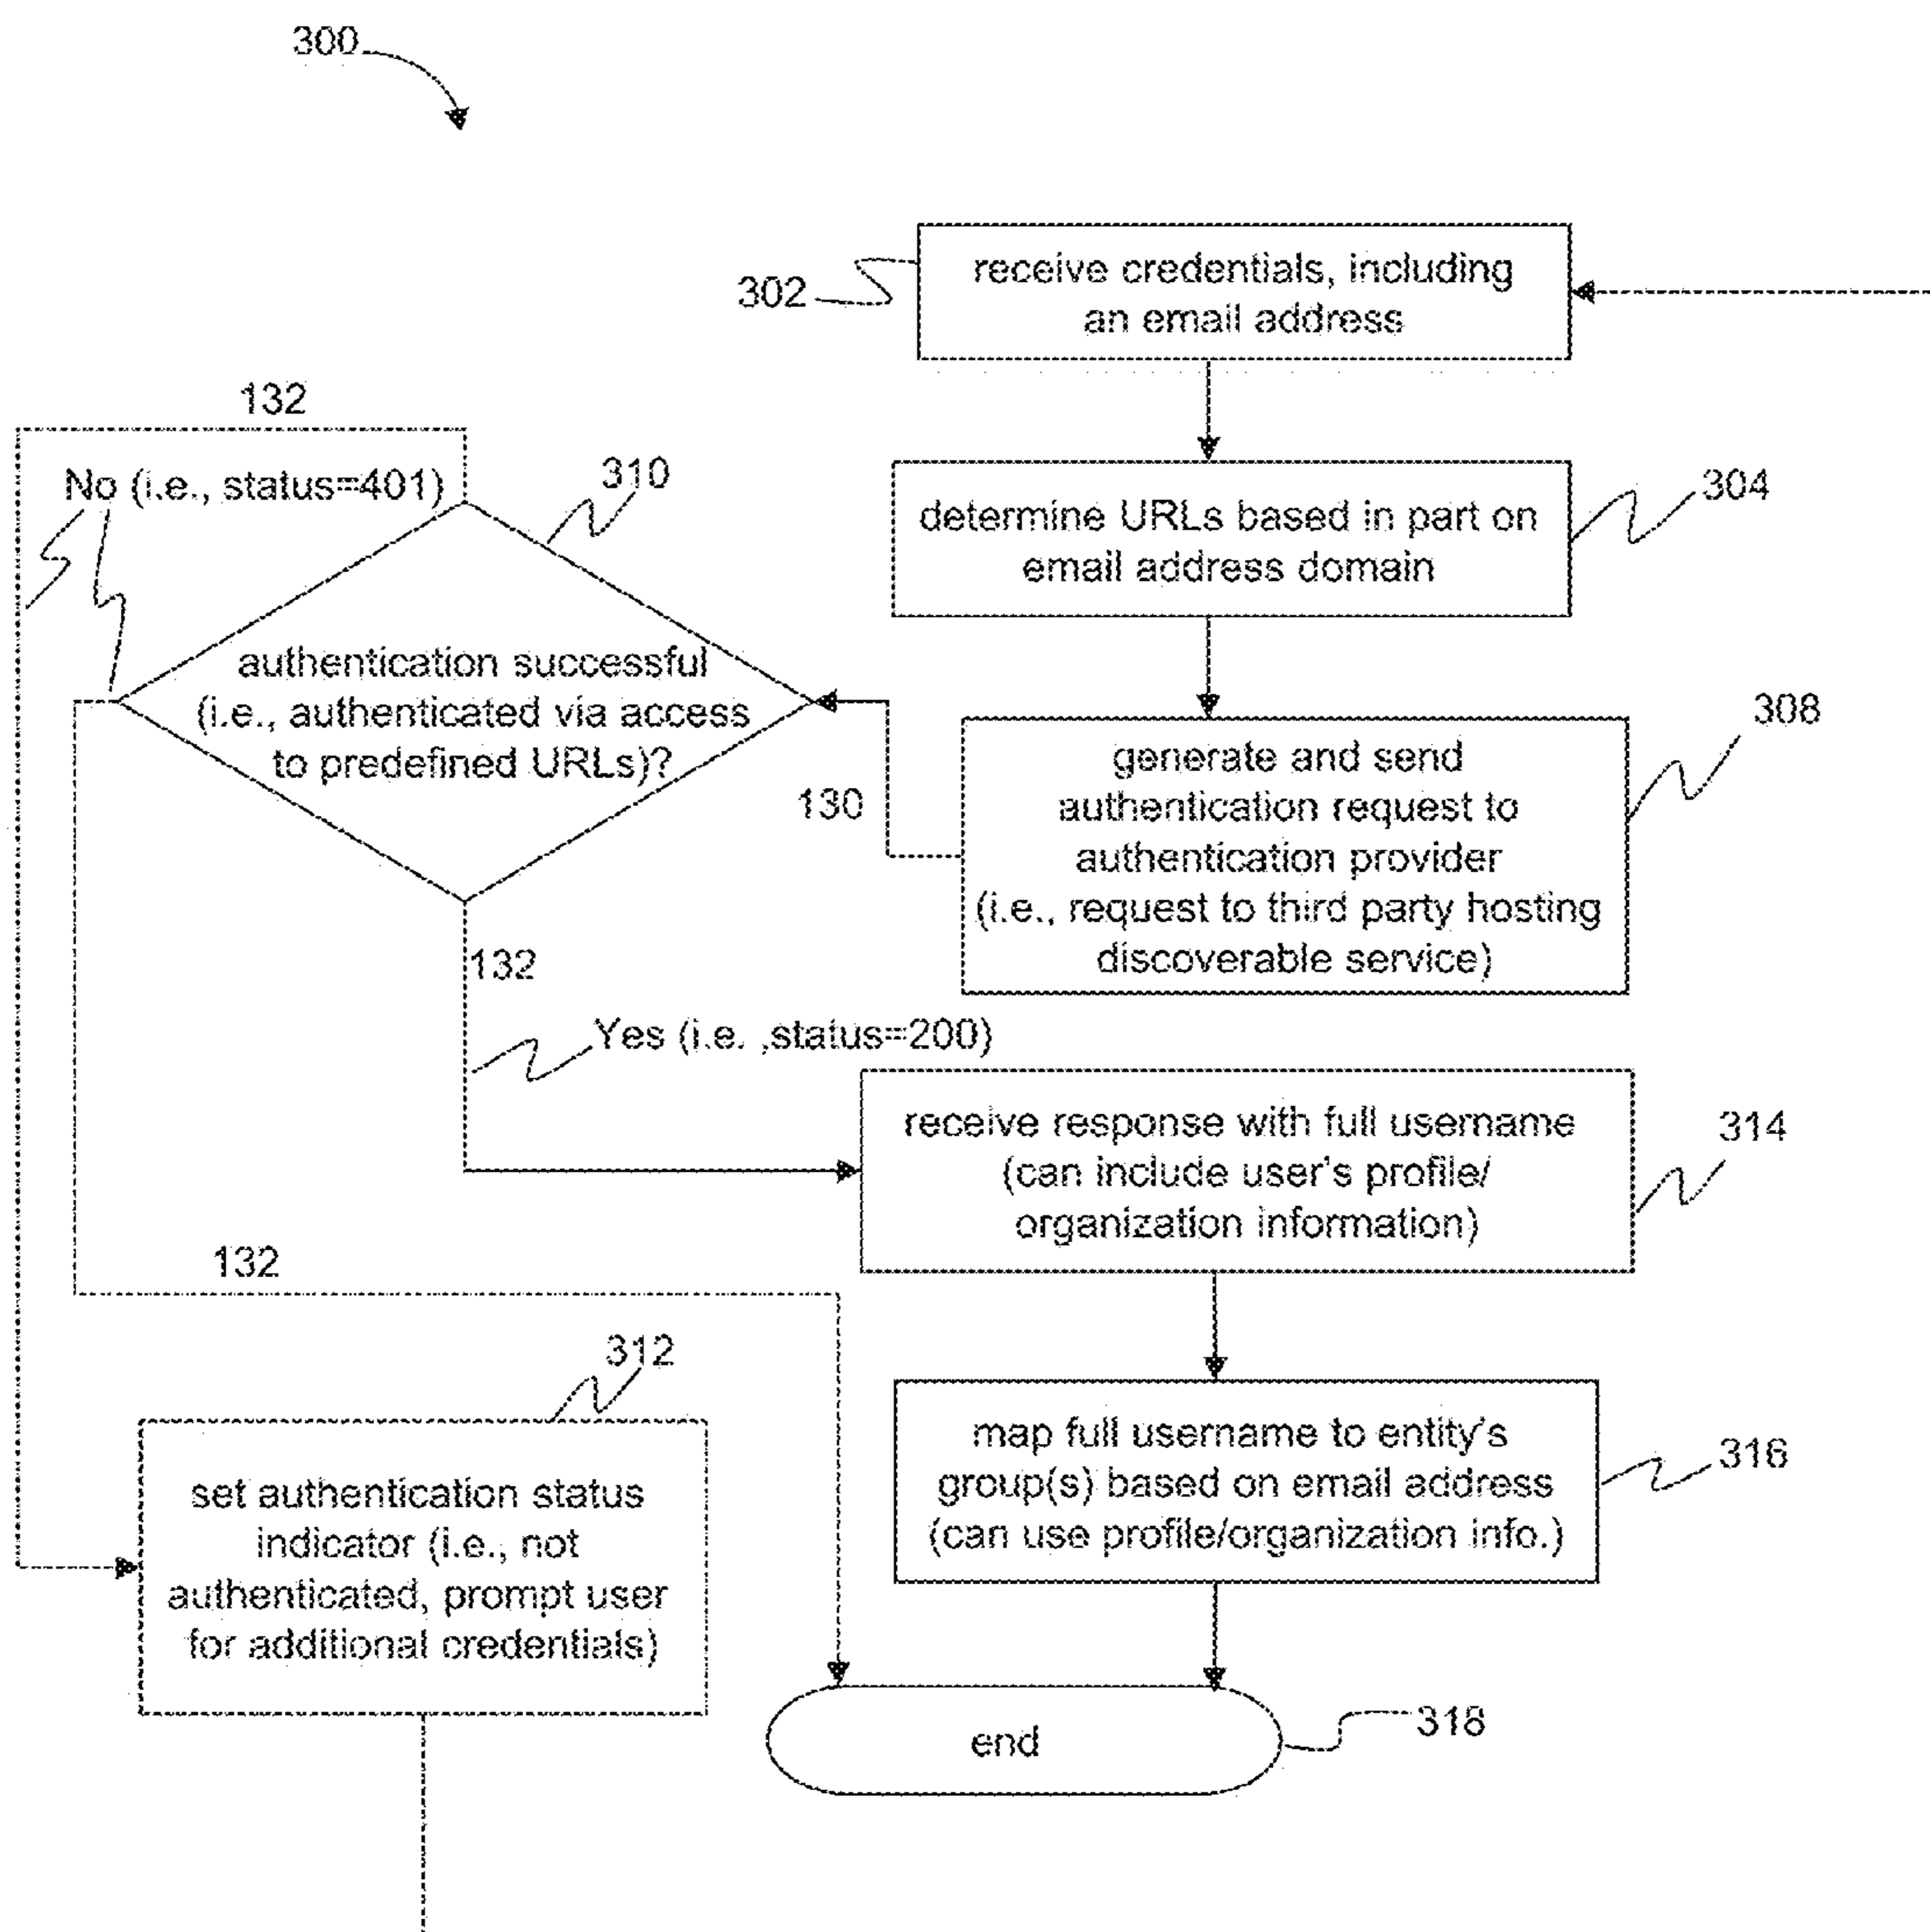 300
302
receive credentials, including
an email address
132
No (i.e., status=401)
310
determine URLs based in part on
email address domain
304
authentication successful
(i.e., authenticated via access
to predefined URLs)?
130
generate and send
authentication request to
authentication provider
(i.e., request to third party hosting
discoverable service)
308
132
Yes (i.e. ,status=200)
receive response with full username
(can include user's profile/
organization information)
314
132
312
set authentication status
indicator (i.e., not
authenticated, prompt user
for additional credentials)
map full username to entity's
group(s) based on email address
(can use profile/organization info.)
316
end
318